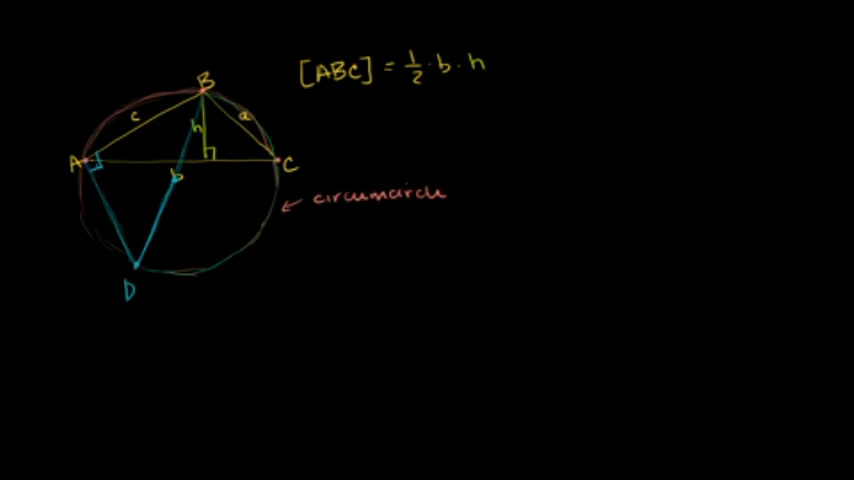 [ABC] = 1/2 · b · h
B
c
a
h
A
C
b
← circumcircle
D